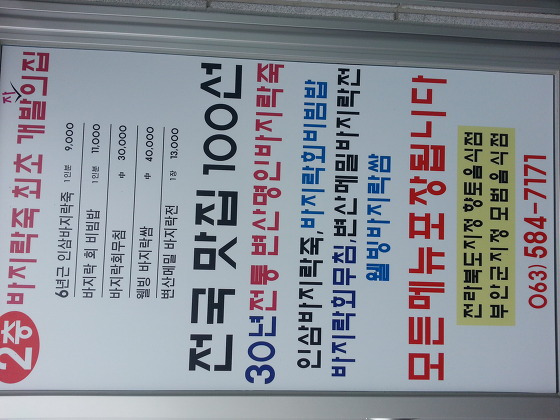 2층 바지락죽 최초 개발의집
6년근 인삼바지락죽 1인분 9,000
바지락 회 비빔밥 1인분 11,000
바지락회무침 中 30,000
웰빙 바지락쌈 中 40,000
변산메밀 바지락전 1장 13,000
전국 맛집 100선
30년전통 변산명인바지락죽
인삼바지락죽, 바지락회비빔밥
바지락회무침, 변산메밀바지락전
웰빙바지락쌈
모든메뉴포장됩니다
전라북도지정 향토음식점
부안군지정 모범음식점
063) 584-7171